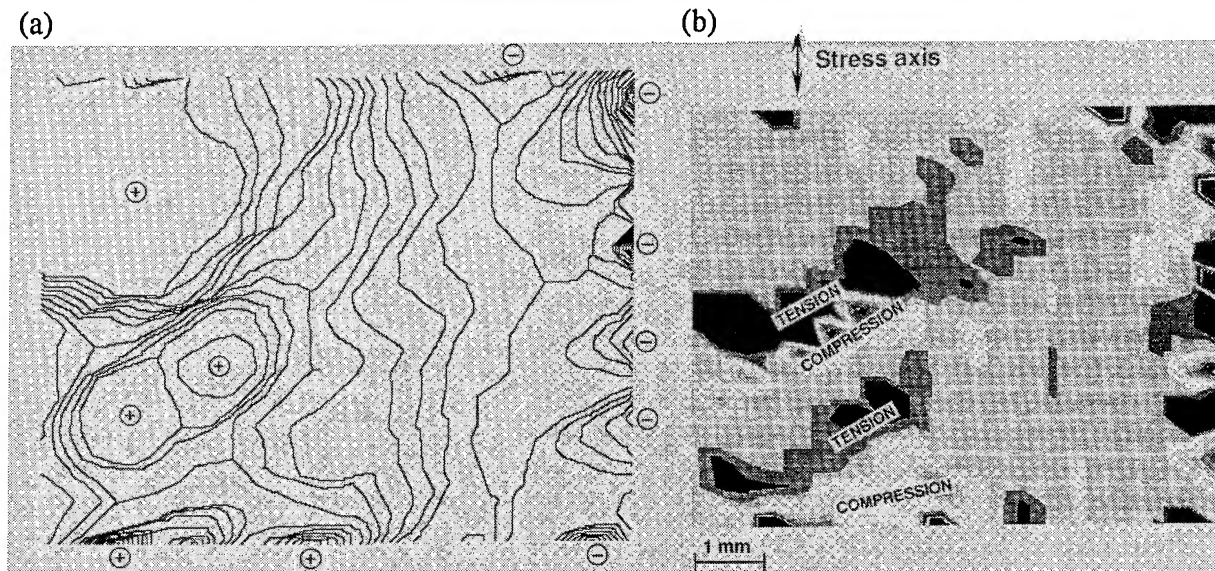 (a)
(b)
Stress axis
TENSION
COMPRESSION
TENSION
COMPRESSION
1 mm